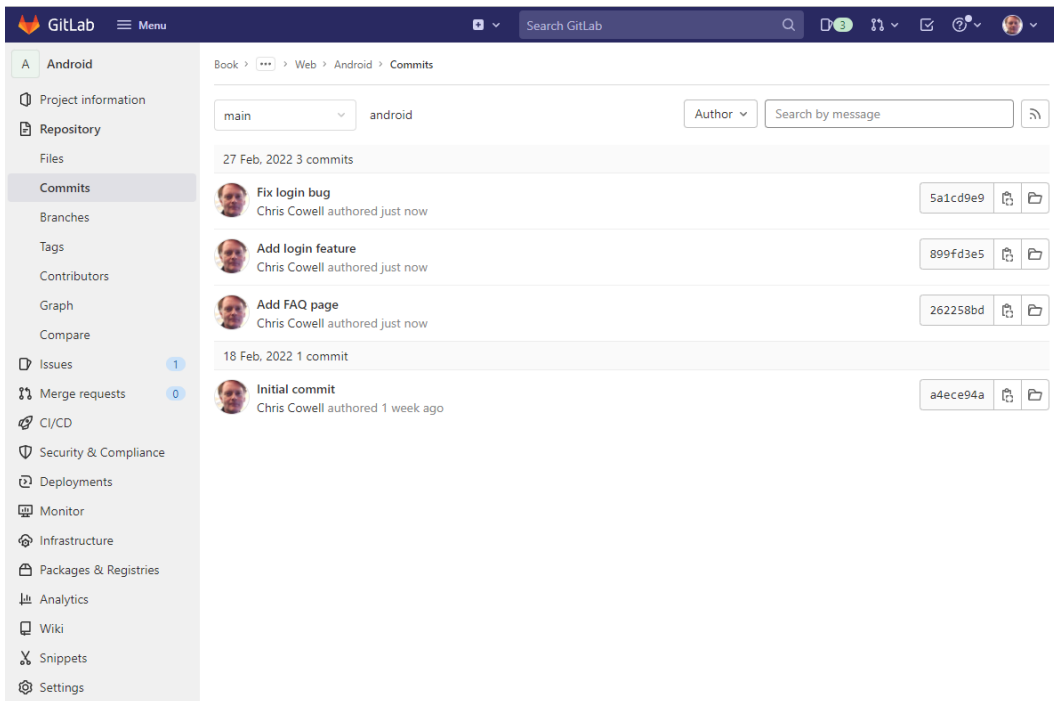 GitLab Menu Search GitLab 3
A Android
Book > ••• > Web > Android > Commits
Project information
Repository
Files
Commits
Branches
Tags
Contributors
Graph
Compare
Issues 1
Merge requests 0
CI/CD
Security & Compliance
Deployments
Monitor
Infrastructure
Packages & Registries
Analytics
Wiki
Snippets
Settings
main android Author Search by message
27 Feb, 2022 3 commits
Fix login bug
Chris Cowell authored just now
5a1cd9e9
Add login feature
Chris Cowell authored just now
899fd3e5
Add FAQ page
Chris Cowell authored just now
262258bd
18 Feb, 2022 1 commit
Initial commit
Chris Cowell authored 1 week ago
a4ece94a